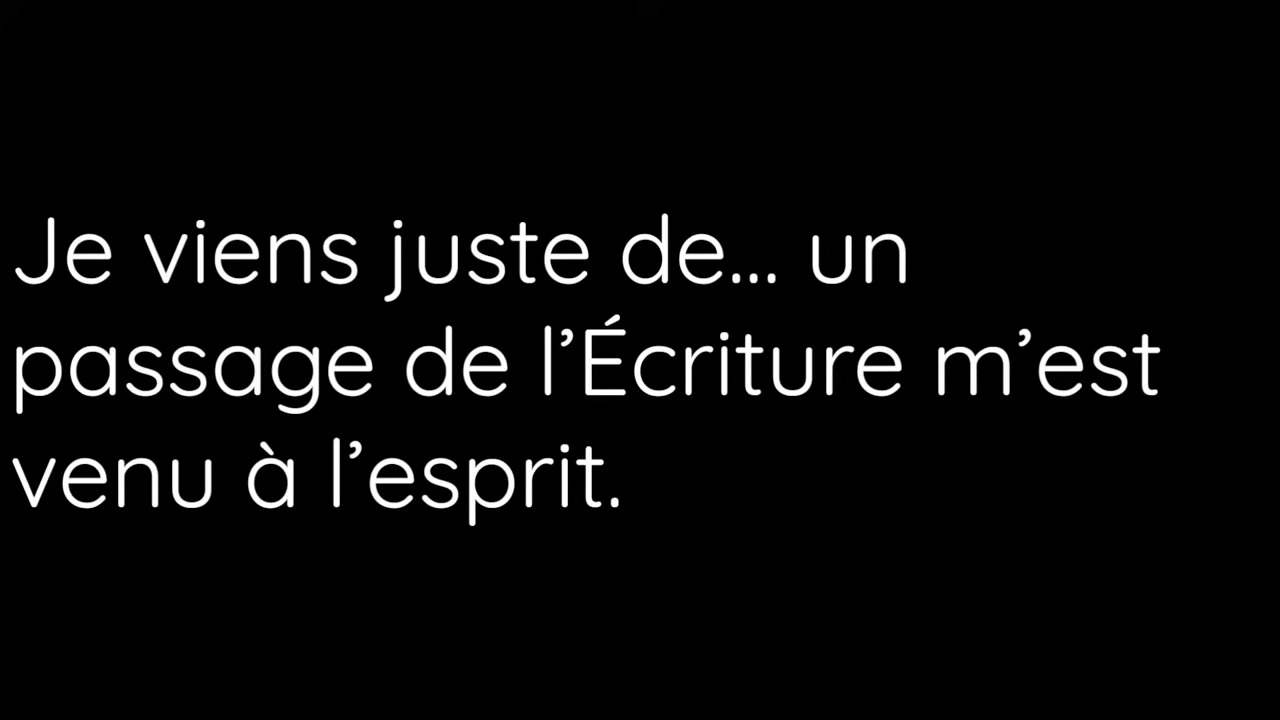 Je viens juste de... un
passage de l’Écriture m’est
venu à l’esprit.